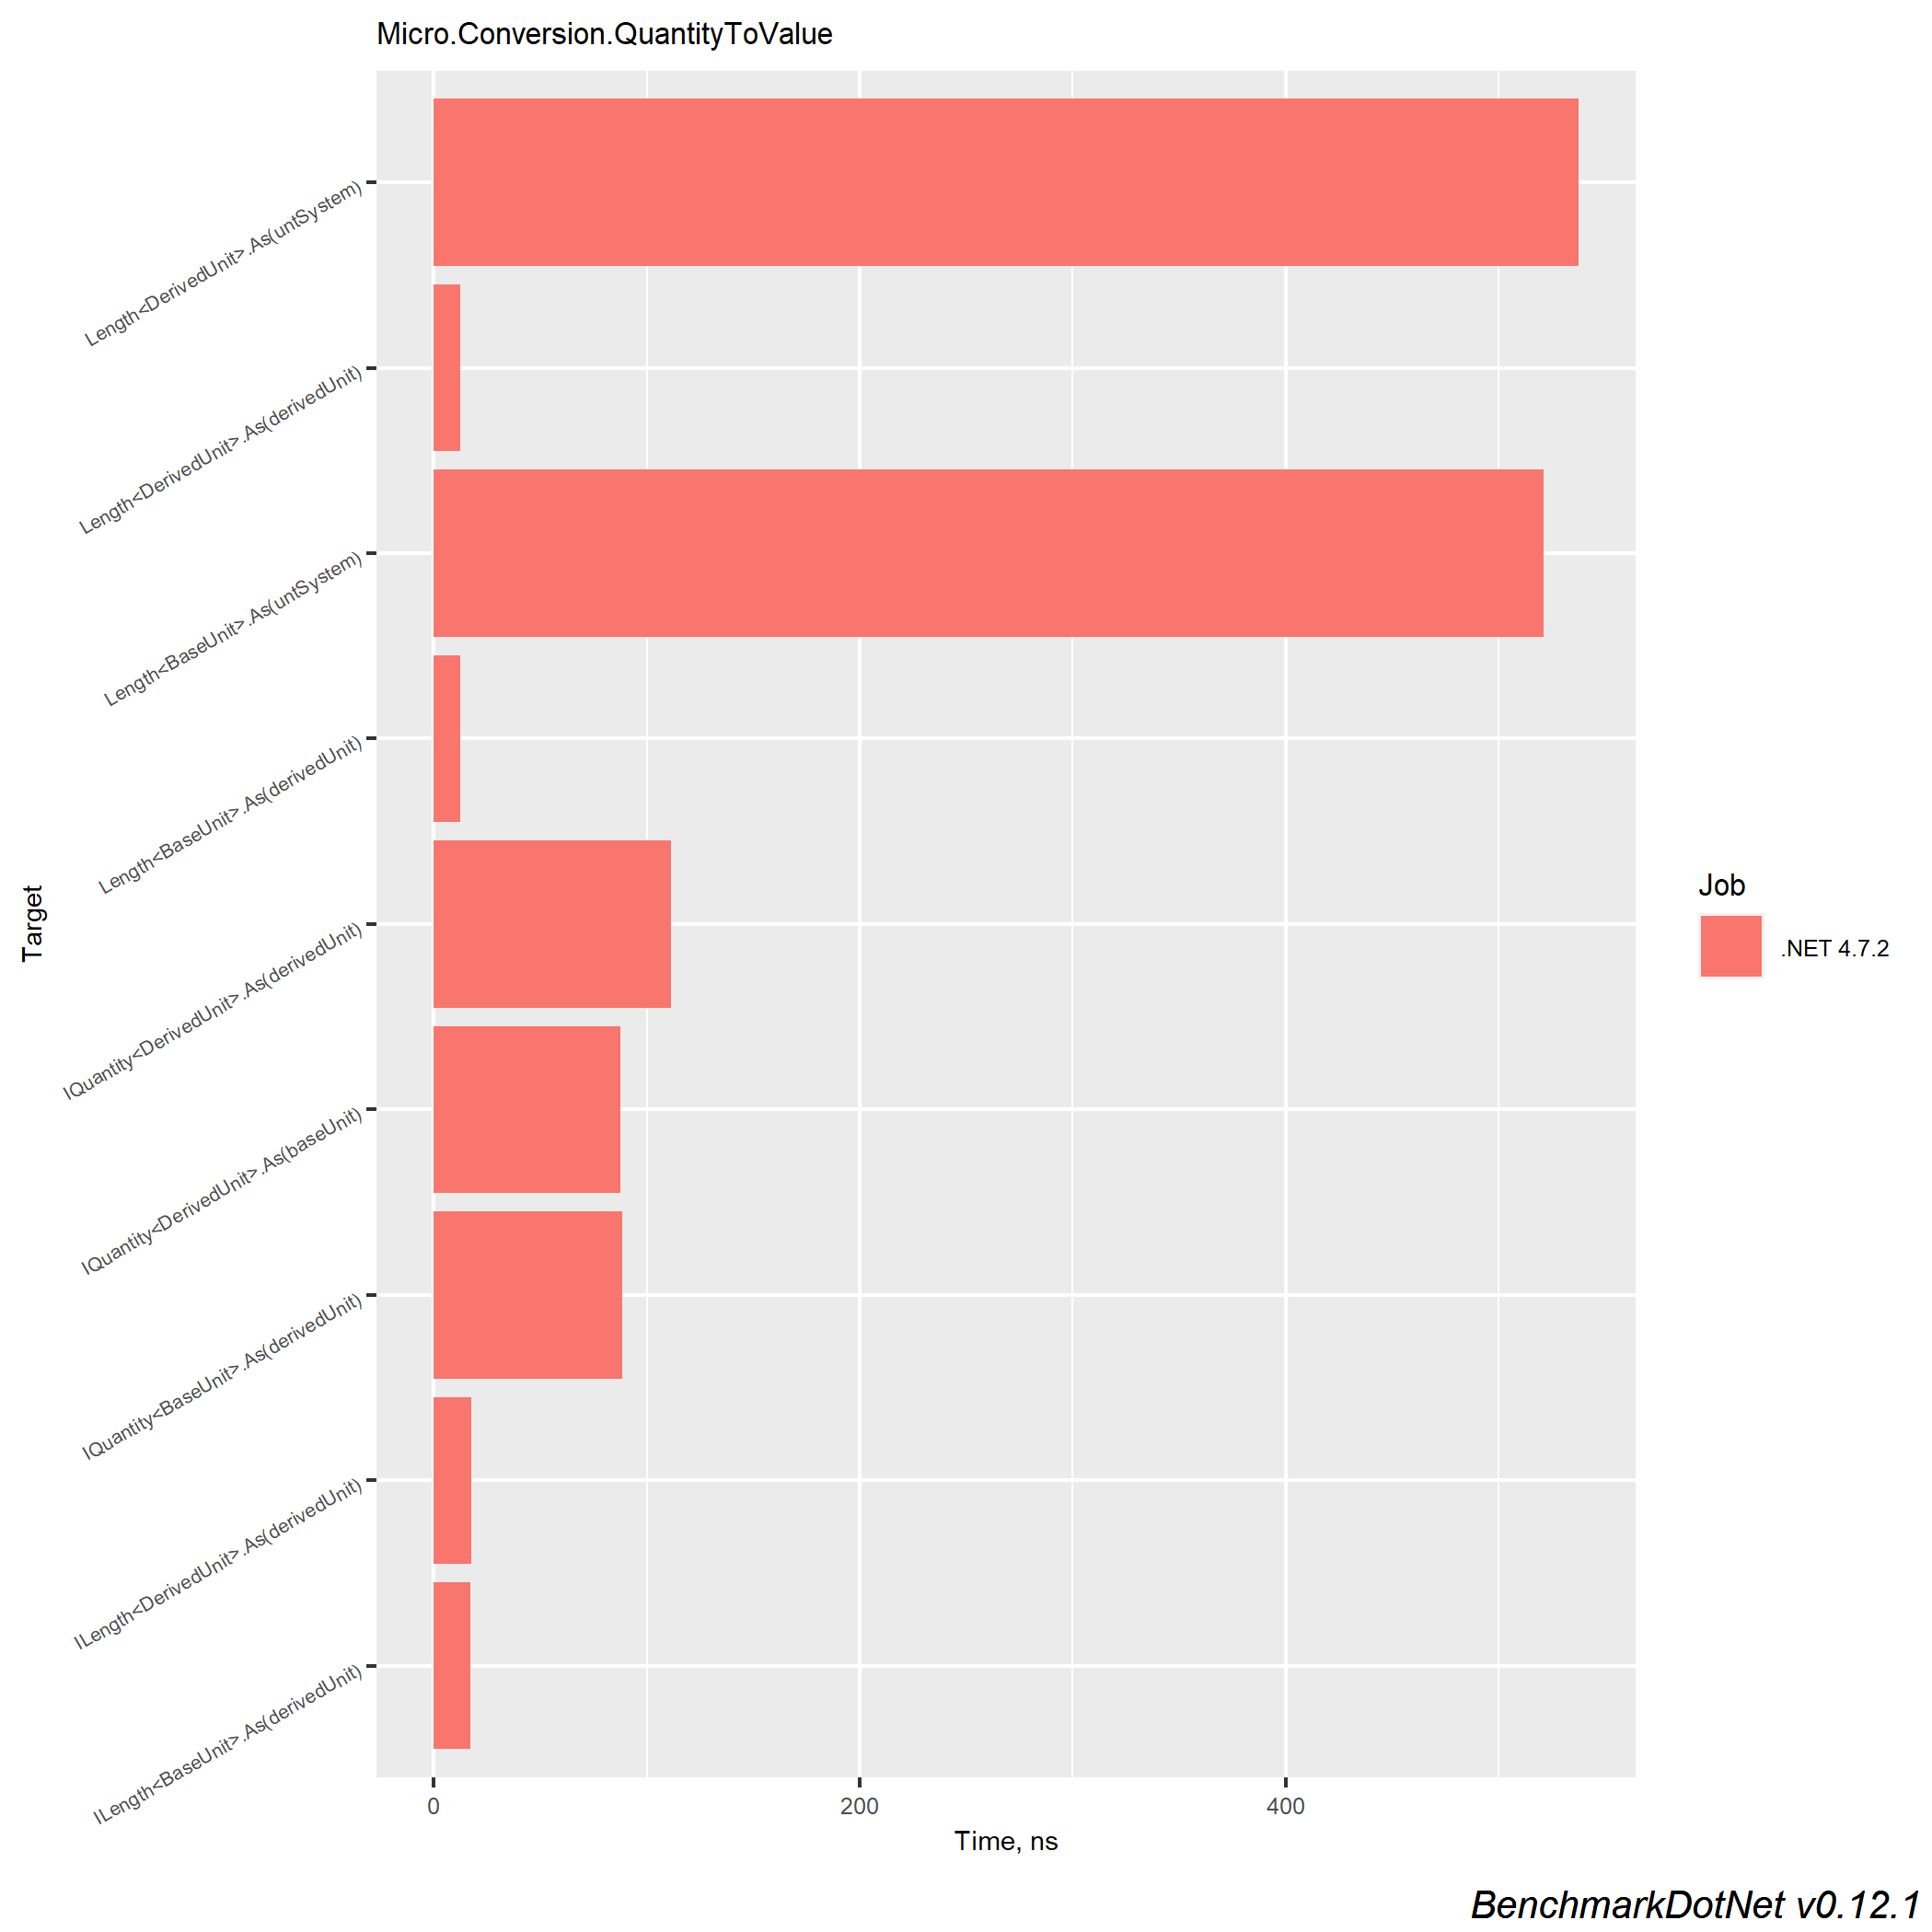 Micro.Conversion.QuantityToValue
Length<DerivedUnit>.As(untSystem)
Length<DerivedUnit>.As(derivedUnit)
Length<BaseUnit>.As(untSystem)
Length<BaseUnit>.As(derivedUnit)
IQuantity<DerivedUnit>.As(derivedUnit)
IQuantity<DerivedUnit>.As(baseUnit)
IQuantity<BaseUnit>.As(derivedUnit)
ILength<DerivedUnit>.As(derivedUnit)
ILength<BaseUnit>.As(derivedUnit)
Target
0 200 400
Time, ns
Job
.NET 4.7.2
BenchmarkDotNet v0.12.1